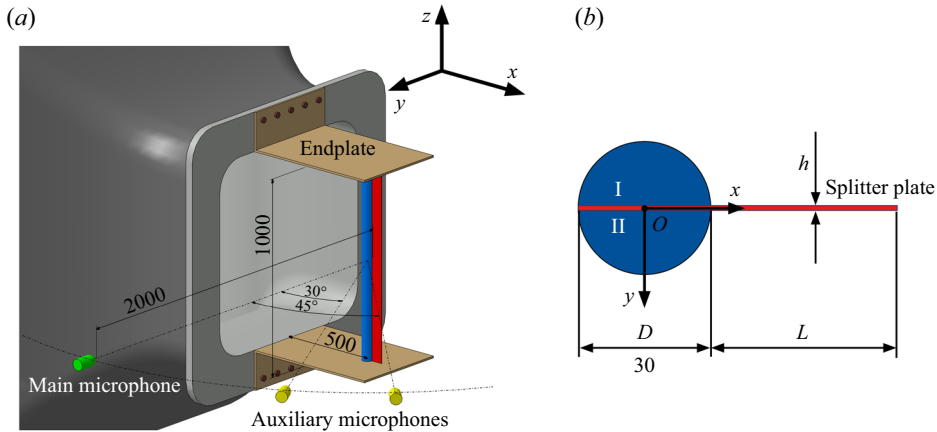 (a)
z
x
y
Endplate
1000
2000
30°
45°
500
Main microphone
Auxiliary microphones
(b)
h
I
x
Splitter plate
II
O
y
D
L
30